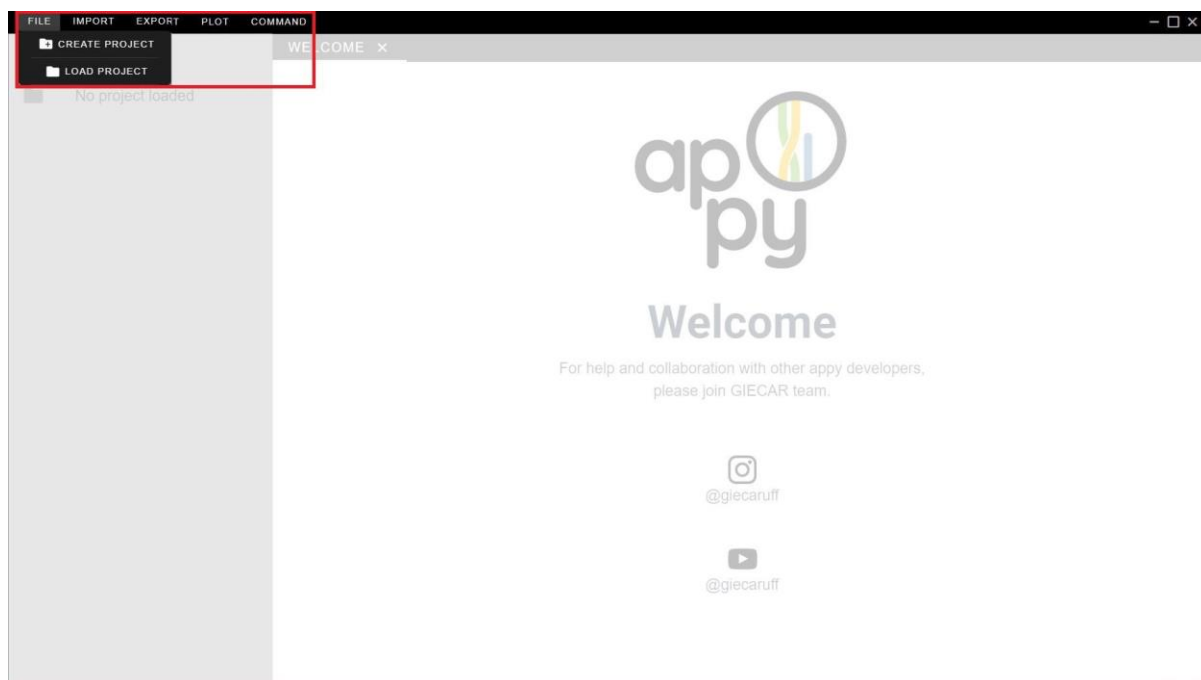 FILE IMPORT EXPORT PLOT COMMAND
CREATE PROJECT
LOAD PROJECT
WELCOME
No project loaded
ap
py
Welcome
For help and collaboration with other appy developers,
please join GIECAR team.
@giecaruff
@giecaruff